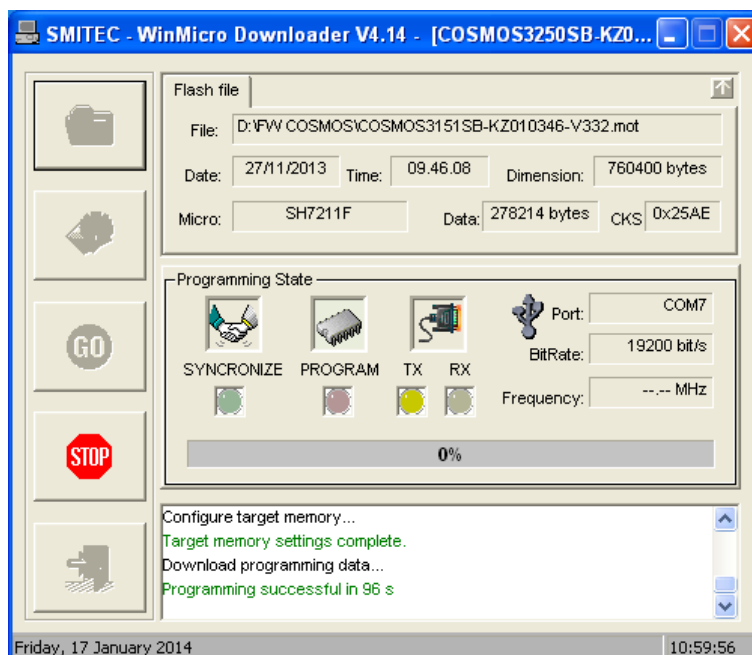 SMITEC - WinMicro Downloader V4.14 - [COSMOS3250SB-KZ0...
Flash file
File: D:\FW COSMOS\COSMOS3151SB-KZ010346-V332.mot
Date: 27/11/2013 Time: 09.46.08 Dimension: 760400 bytes
Micro: SH7211F Data: 278214 bytes CKS 0x25AE
GO
STOP
Programming State
Port: COM7
BitRate: 19200 bit/s
Frequency: --.-- MHz
SYNCRONIZE PROGRAM TX RX
0%
Configure target memory...
Target memory settings complete.
Download programming data...
Programming successful in 96 s
Friday, 17 January 2014 10:59:56